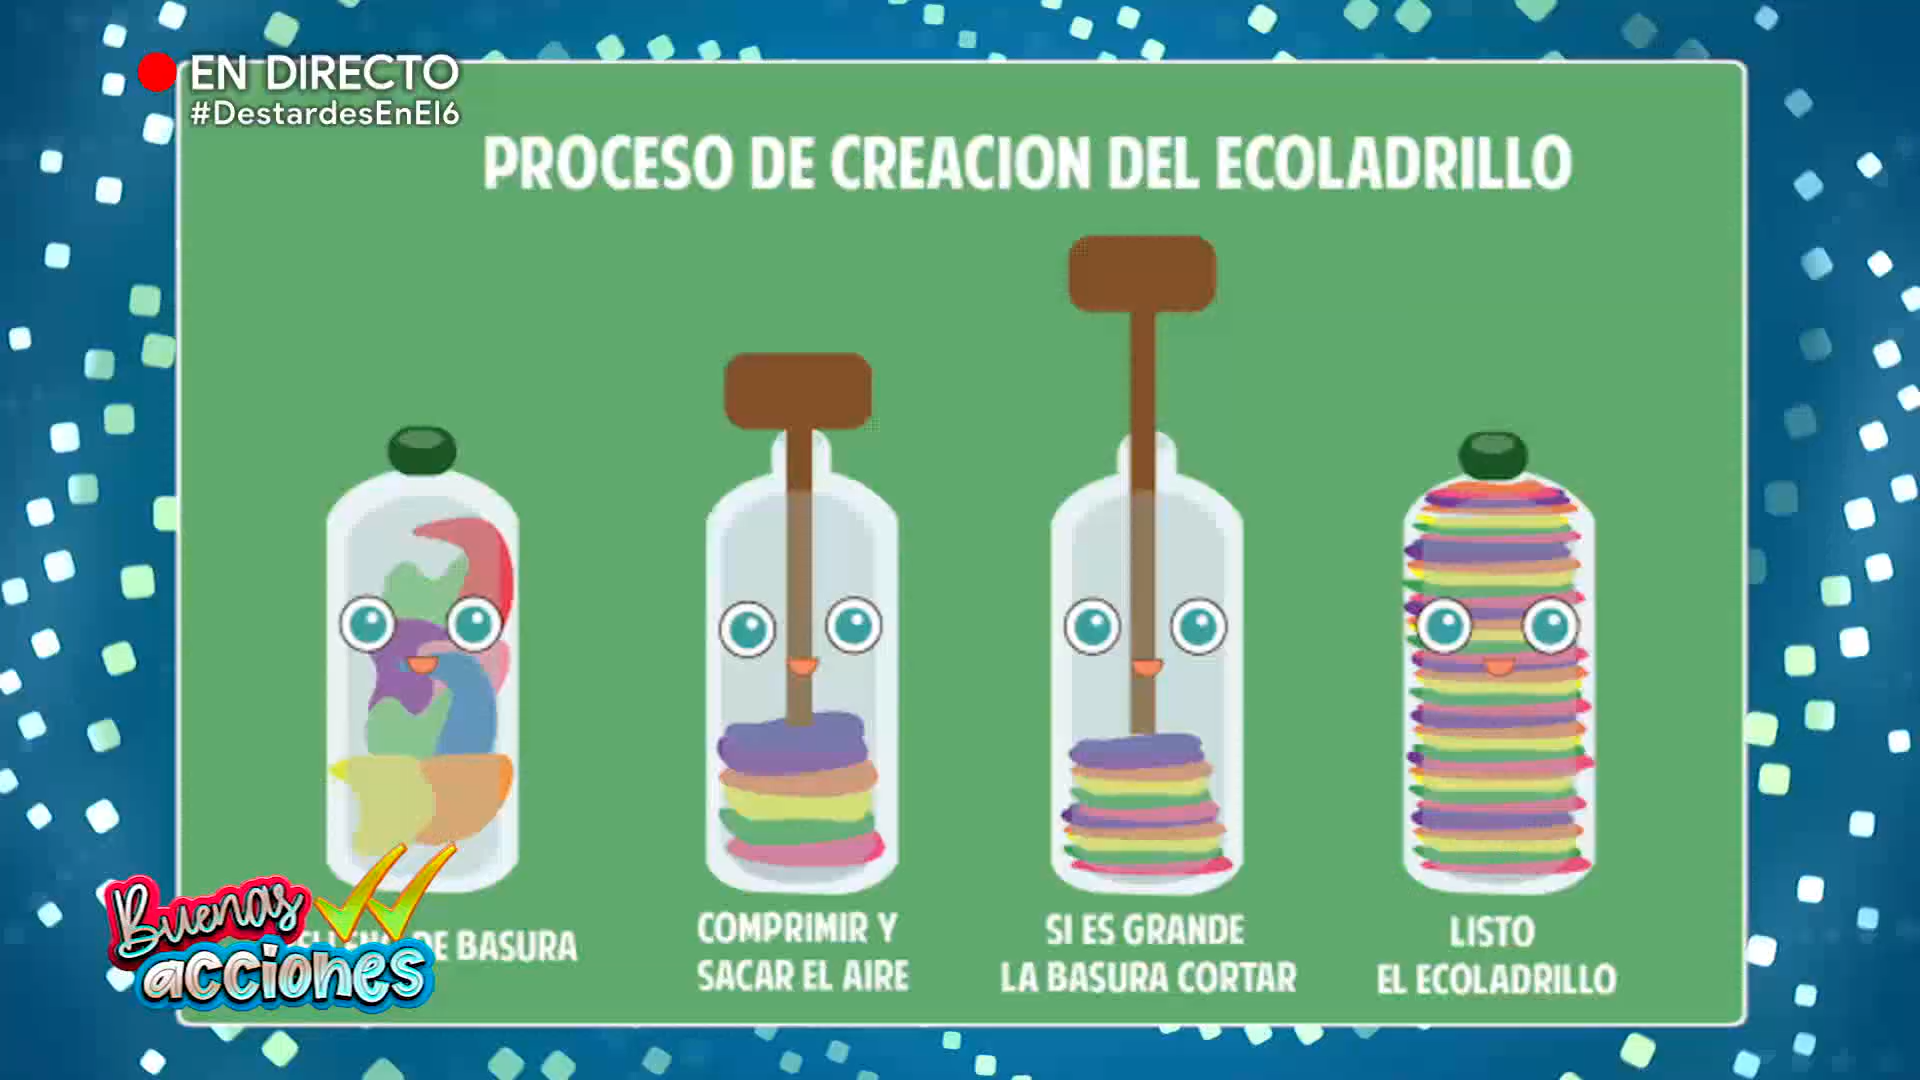 EN DIRECTO
#DestardesEnEl6
PROCESO DE CREACION DEL ECOLADRILLO
DE BASURA
COMPRIMIR Y
SACAR EL AIRE
SI ES GRANDE
LA BASURA CORTAR
LISTO
EL ECOLADRILLO
Buenas
acciones